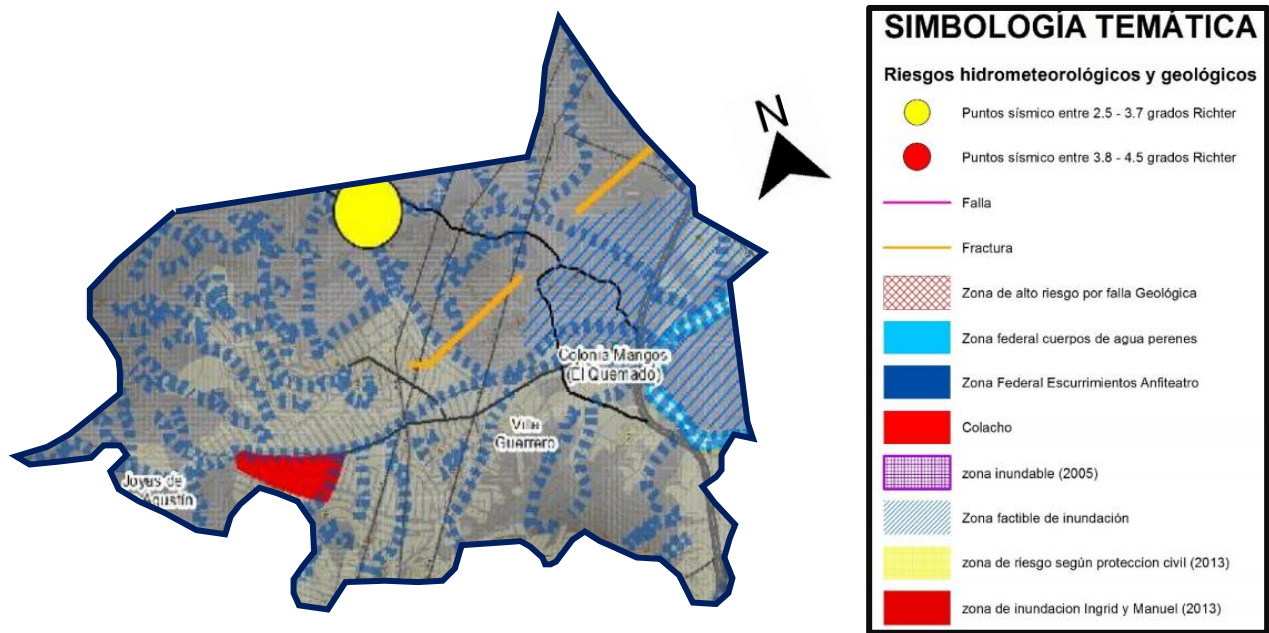 N
Colonia Mangos
(El Quemado)
Villa
Guerrero
Joyas de
Agustín
SIMBOLOGÍA TEMÁTICA
Riesgos hidrometeorológicos y geológicos
Puntos sísmico entre 2.5 - 3.7 grados Richter
Puntos sísmico entre 3.8 - 4.5 grados Richter
Falla
Fractura
Zona de alto riesgo por falla Geológica
Zona federal cuerpos de agua perenes
Zona Federal Escurrimientos Anfiteatro
Colacho
zona inundable (2005)
Zona factible de inundación
zona de riesgo según proteccion civil (2013)
zona de inundacion Ingrid y Manuel (2013)